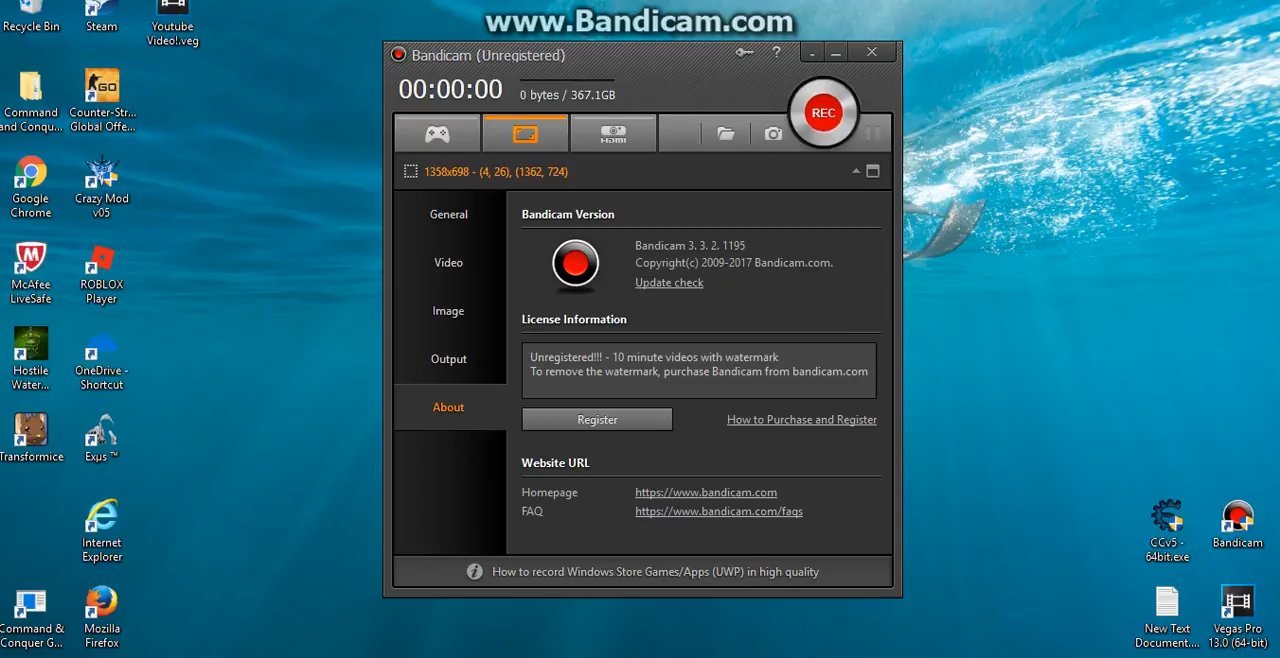 www.Bandicam.com
Recycle Bin
Steam
Youtube
Video!.veg
Command
and Conqu...
Counter-Str...
Global Offe...
Google
Chrome
Crazy Mod
v05
McAfee
LiveSafe
ROBLOX
Player
Hostile
Water...
OneDrive -
Shortcut
Transformice
Exus ™
Internet
Explorer
Command &
Conquer G...
Mozilla
Firefox
Bandicam (Unregistered)
?
00:00:00
0 bytes / 367.1GB
REC
HDMI
1358x698 - (4, 26), (1362, 724)
General
Video
Image
Output
About
Bandicam Version
Bandicam 3. 3. 2. 1195
Copyright(c) 2009-2017 Bandicam.com.
Update check
License Information
Unregistered!!! - 10 minute videos with watermark
To remove the watermark, purchase Bandicam from bandicam.com
Register
How to Purchase and Register
Website URL
Homepage
https://www.bandicam.com
FAQ
https://www.bandicam.com/faqs
How to record Windows Store Games/Apps (UWP) in high quality
CCv5 -
64bit.exe
Bandicam
New Text
Document....
Vegas Pro
13.0 (64-bit)